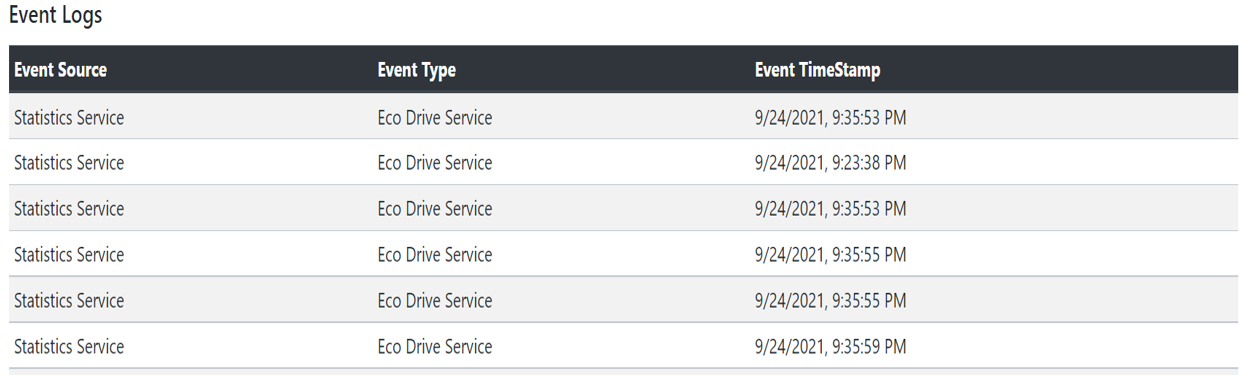 Event Logs
Event Source Event Type Event TimeStamp
Statistics Service Eco Drive Service 9/24/2021, 9:35:53 PM
Statistics Service Eco Drive Service 9/24/2021, 9:23:38 PM
Statistics Service Eco Drive Service 9/24/2021, 9:35:53 PM
Statistics Service Eco Drive Service 9/24/2021, 9:35:55 PM
Statistics Service Eco Drive Service 9/24/2021, 9:35:55 PM
Statistics Service Eco Drive Service 9/24/2021, 9:35:59 PM